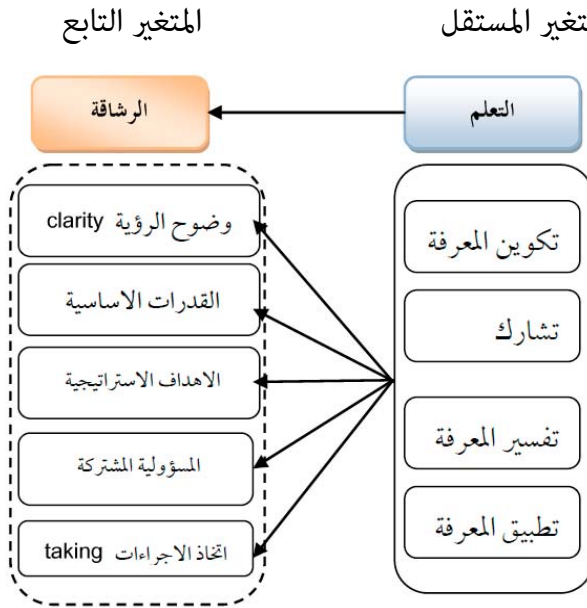 تغير المستقل
المتغير التابع
التعلم
الرشاقة
تكوين المعرفة
تشارك
تفسير المعرفة
تطبيق المعرفة
وضوح الرؤية clarity
القدرات الاساسية
الاهداف الاستراتيجية
المسؤولية المشتركة
اتخاذ الاجراءات taking